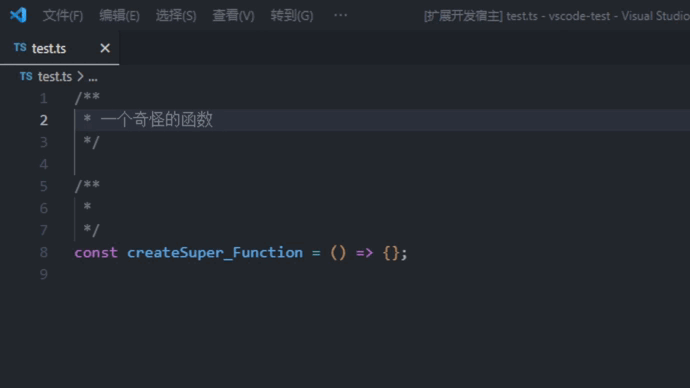 文件(F) 编辑(E) 选择(S) 查看(V) 转到(G) ··· [扩展开发宿主] test.ts - vscode-test - Visual Studio
TS test.ts ×
TS test.ts > ...
1 /**
2 * 一个奇怪的函数
3 */
4
5 /**
6 *
7 */
8 const createSuper_Function = () => {};
9